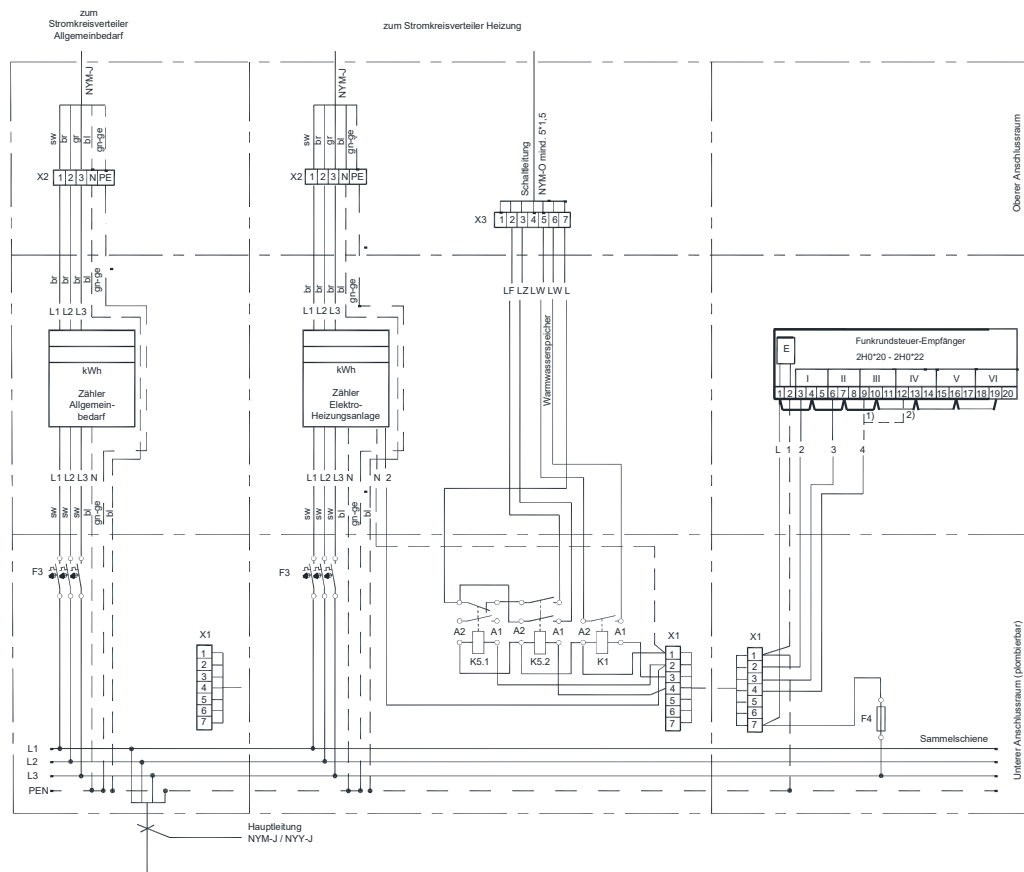 zum
Stromkreisverteiler
Allgemeinbedarf
zum Stromkreisverteiler Heizung
NYM-J
NYM-J
sw br gr bl gn-ge
sw br gr bl gn-ge
Schaltleitung
NYM-O mind. 5*1,5
Oberer Anschlussraum
X2 1 2 3 N PE
X2 1 2 3 N PE
X3 1 2 3 4 5 6 7
br br br bl gn-ge
br br br bl gn-ge
LF LZ LW LW L
L1 L2 L3
L1 L2 L3
Warmwasserspeicher
kWh
Zähler
Allgemein-
bedarf
kWh
Zähler
Elektro-
Heizungsanlage
E
Funkrundsteuer-Empfänger
2H0*20 - 2H0*22
I II III IV V VI
1 2 3 4 5 6 7 8 9 10 11 12 13 14 15 16 17 18 19 20
1) 2)
L 1 2 3 4
L1 L2 L3 N
L1 L2 L3 N N 2
sw sw sw bl gn-ge bl
sw sw sw bl gn-ge bl
F3
F3
A2 A1 A2 A1 A2 A1
K5.1 K5.2 K1
X1
1
2
3
4
5
6
7
X1
1
2
3
4
5
6
7
X1
1
2
3
4
5
6
7
F4
Unterer Anschlussraum (plombierbar)
Sammelschiene
L1
L2
L3
PEN
Hauptleitung
NYM-J / NYY-J